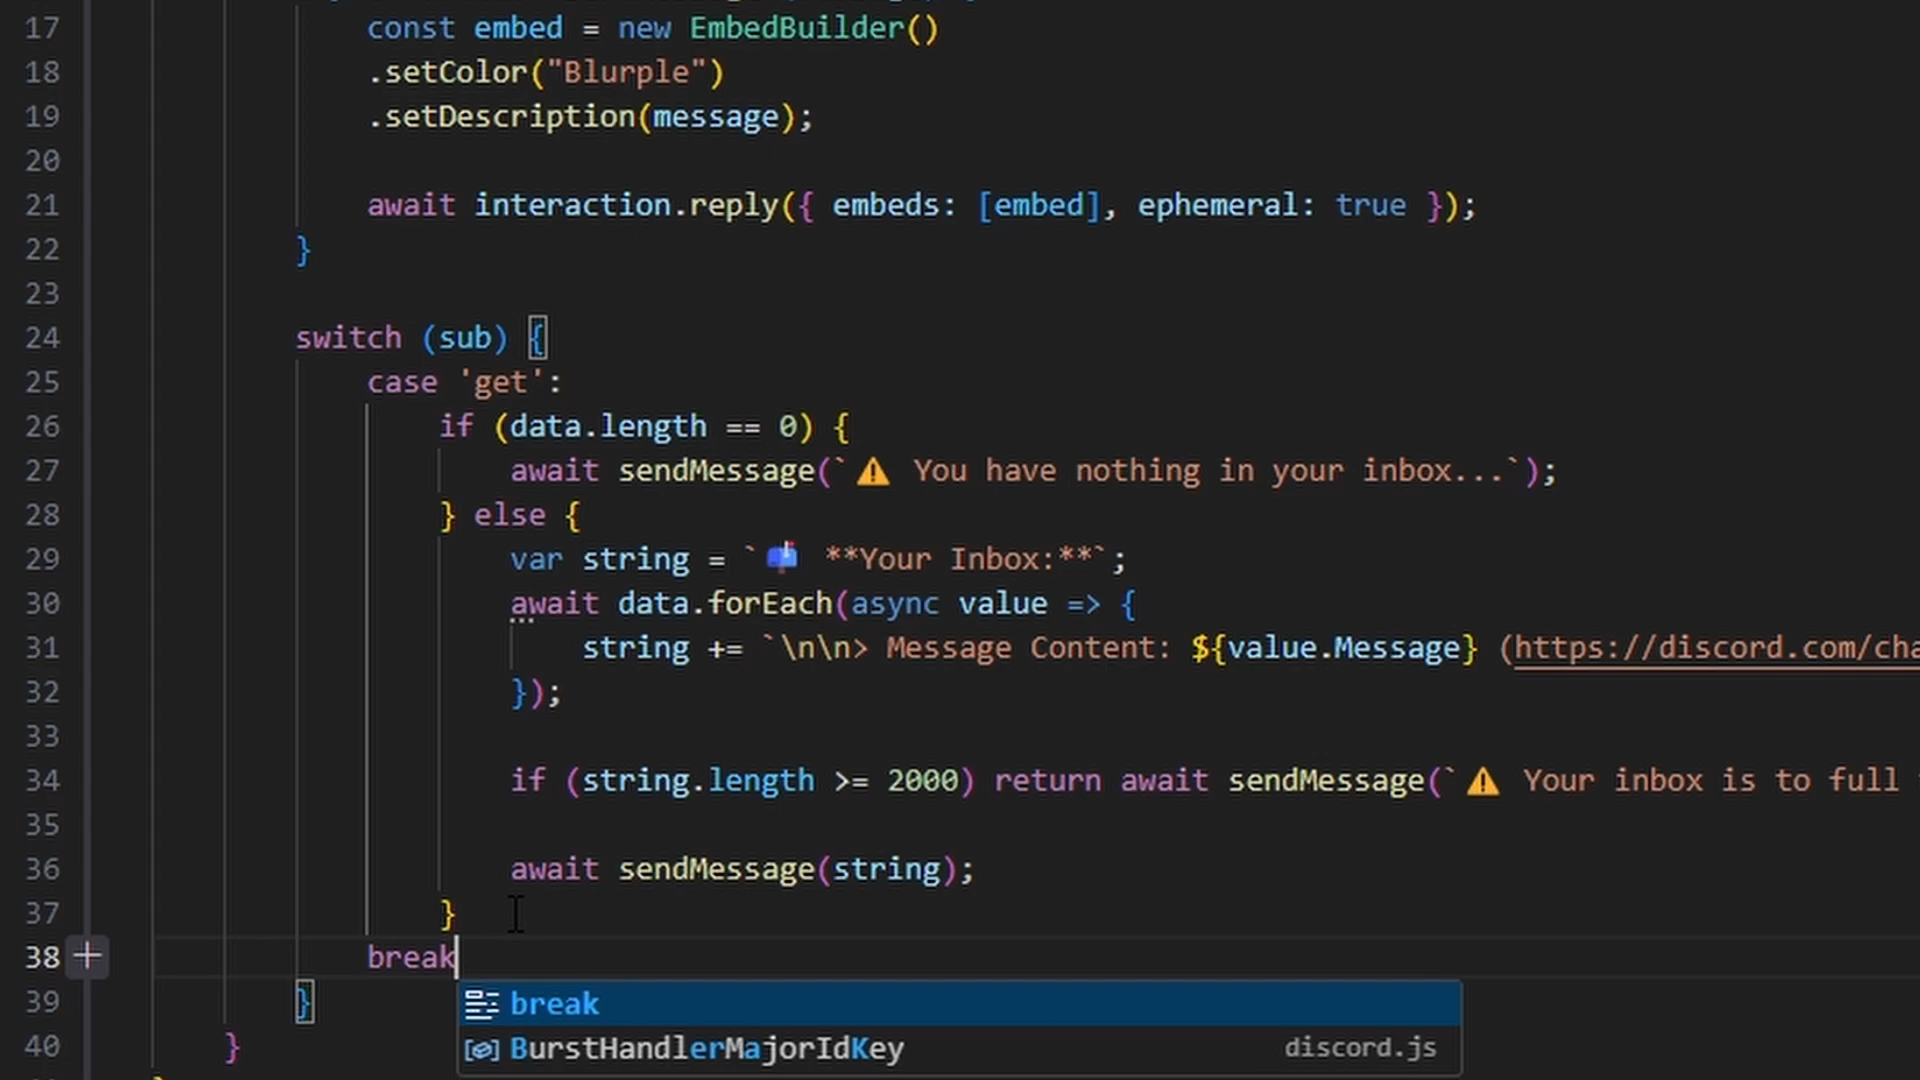 17 const embed = new EmbedBuilder()
18 .setColor("Blurple")
19 .setDescription(message);
20
21 await interaction.reply({ embeds: [embed], ephemeral: true });
22 }
23
24 switch (sub) {
25 case 'get':
26 if (data.length == 0) {
27 await sendMessage(`⚠️ You have nothing in your inbox...`);
28 } else {
29 var string = `📫 **Your Inbox:**`;
30 await data.forEach(async value => {
31 string += `\n\n> Message Content: ${value.Message} (https://discord.com/cha
32 });
33
34 if (string.length >= 2000) return await sendMessage(`⚠️ Your inbox is to full
35
36 await sendMessage(string);
37 }
38 break
39 }
break
40 }
BurstHandlerMajorIdKey discord.js